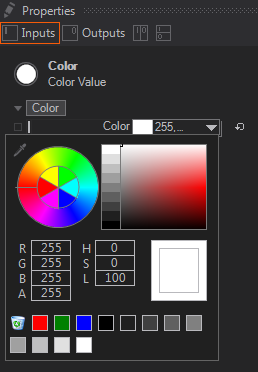 Properties
Inputs Outputs
Color
Color Value
Color
Color 255,...
R 255 H 0
G 255 S 0
B 255 L 100
A 255